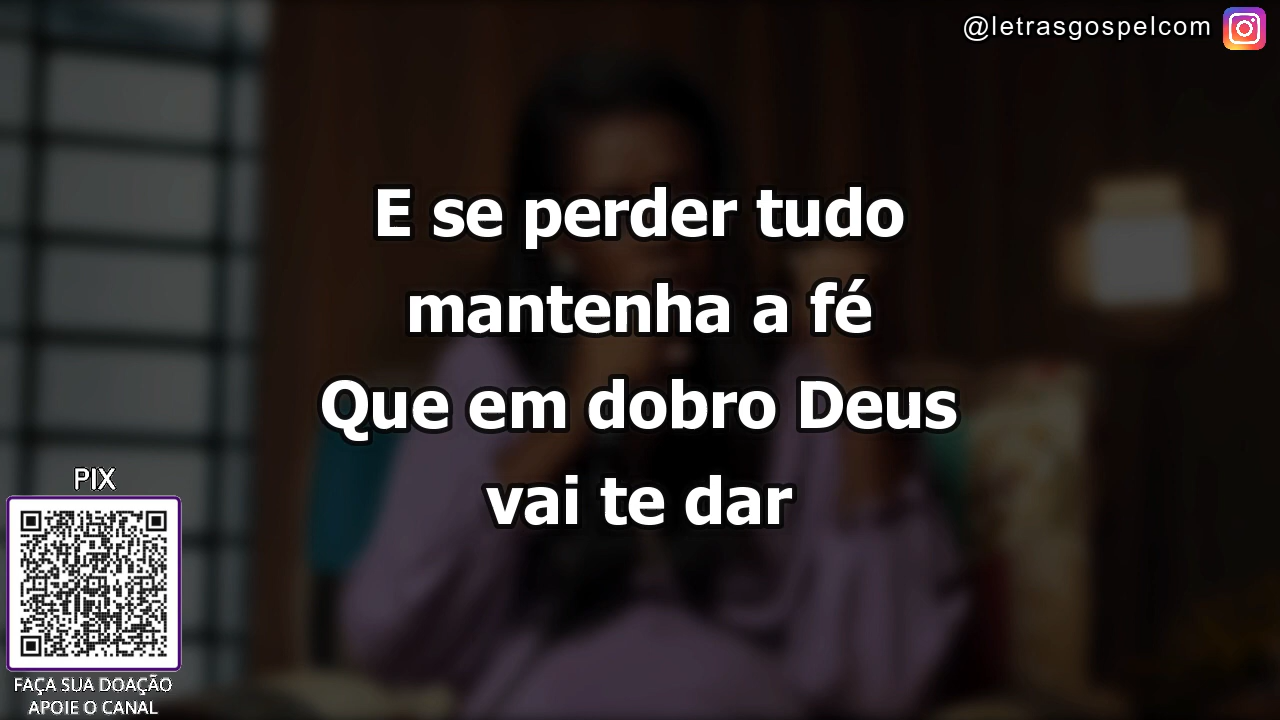 @letrasgospelcom
E se perder tudo
mantenha a fé
Que em dobro Deus
vai te dar
PIX
FAÇA SUA DOAÇÃO
APOIE O CANAL